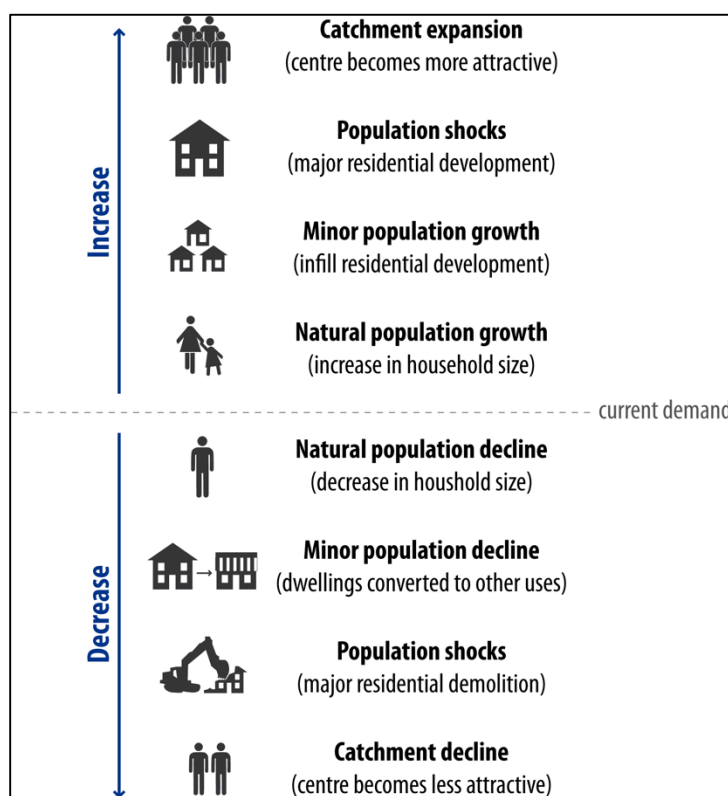 Catchment expansion
(centre becomes more attractive)
Population shocks
(major residential development)
Increase
Minor population growth
(infill residential development)
Natural population growth
(increase in household size)
current demand
Natural population decline
(decrease in houshold size)
Minor population decline
(dwellings converted to other uses)
Decrease
Population shocks
(major residential demolition)
Catchment decline
(centre becomes less attractive)